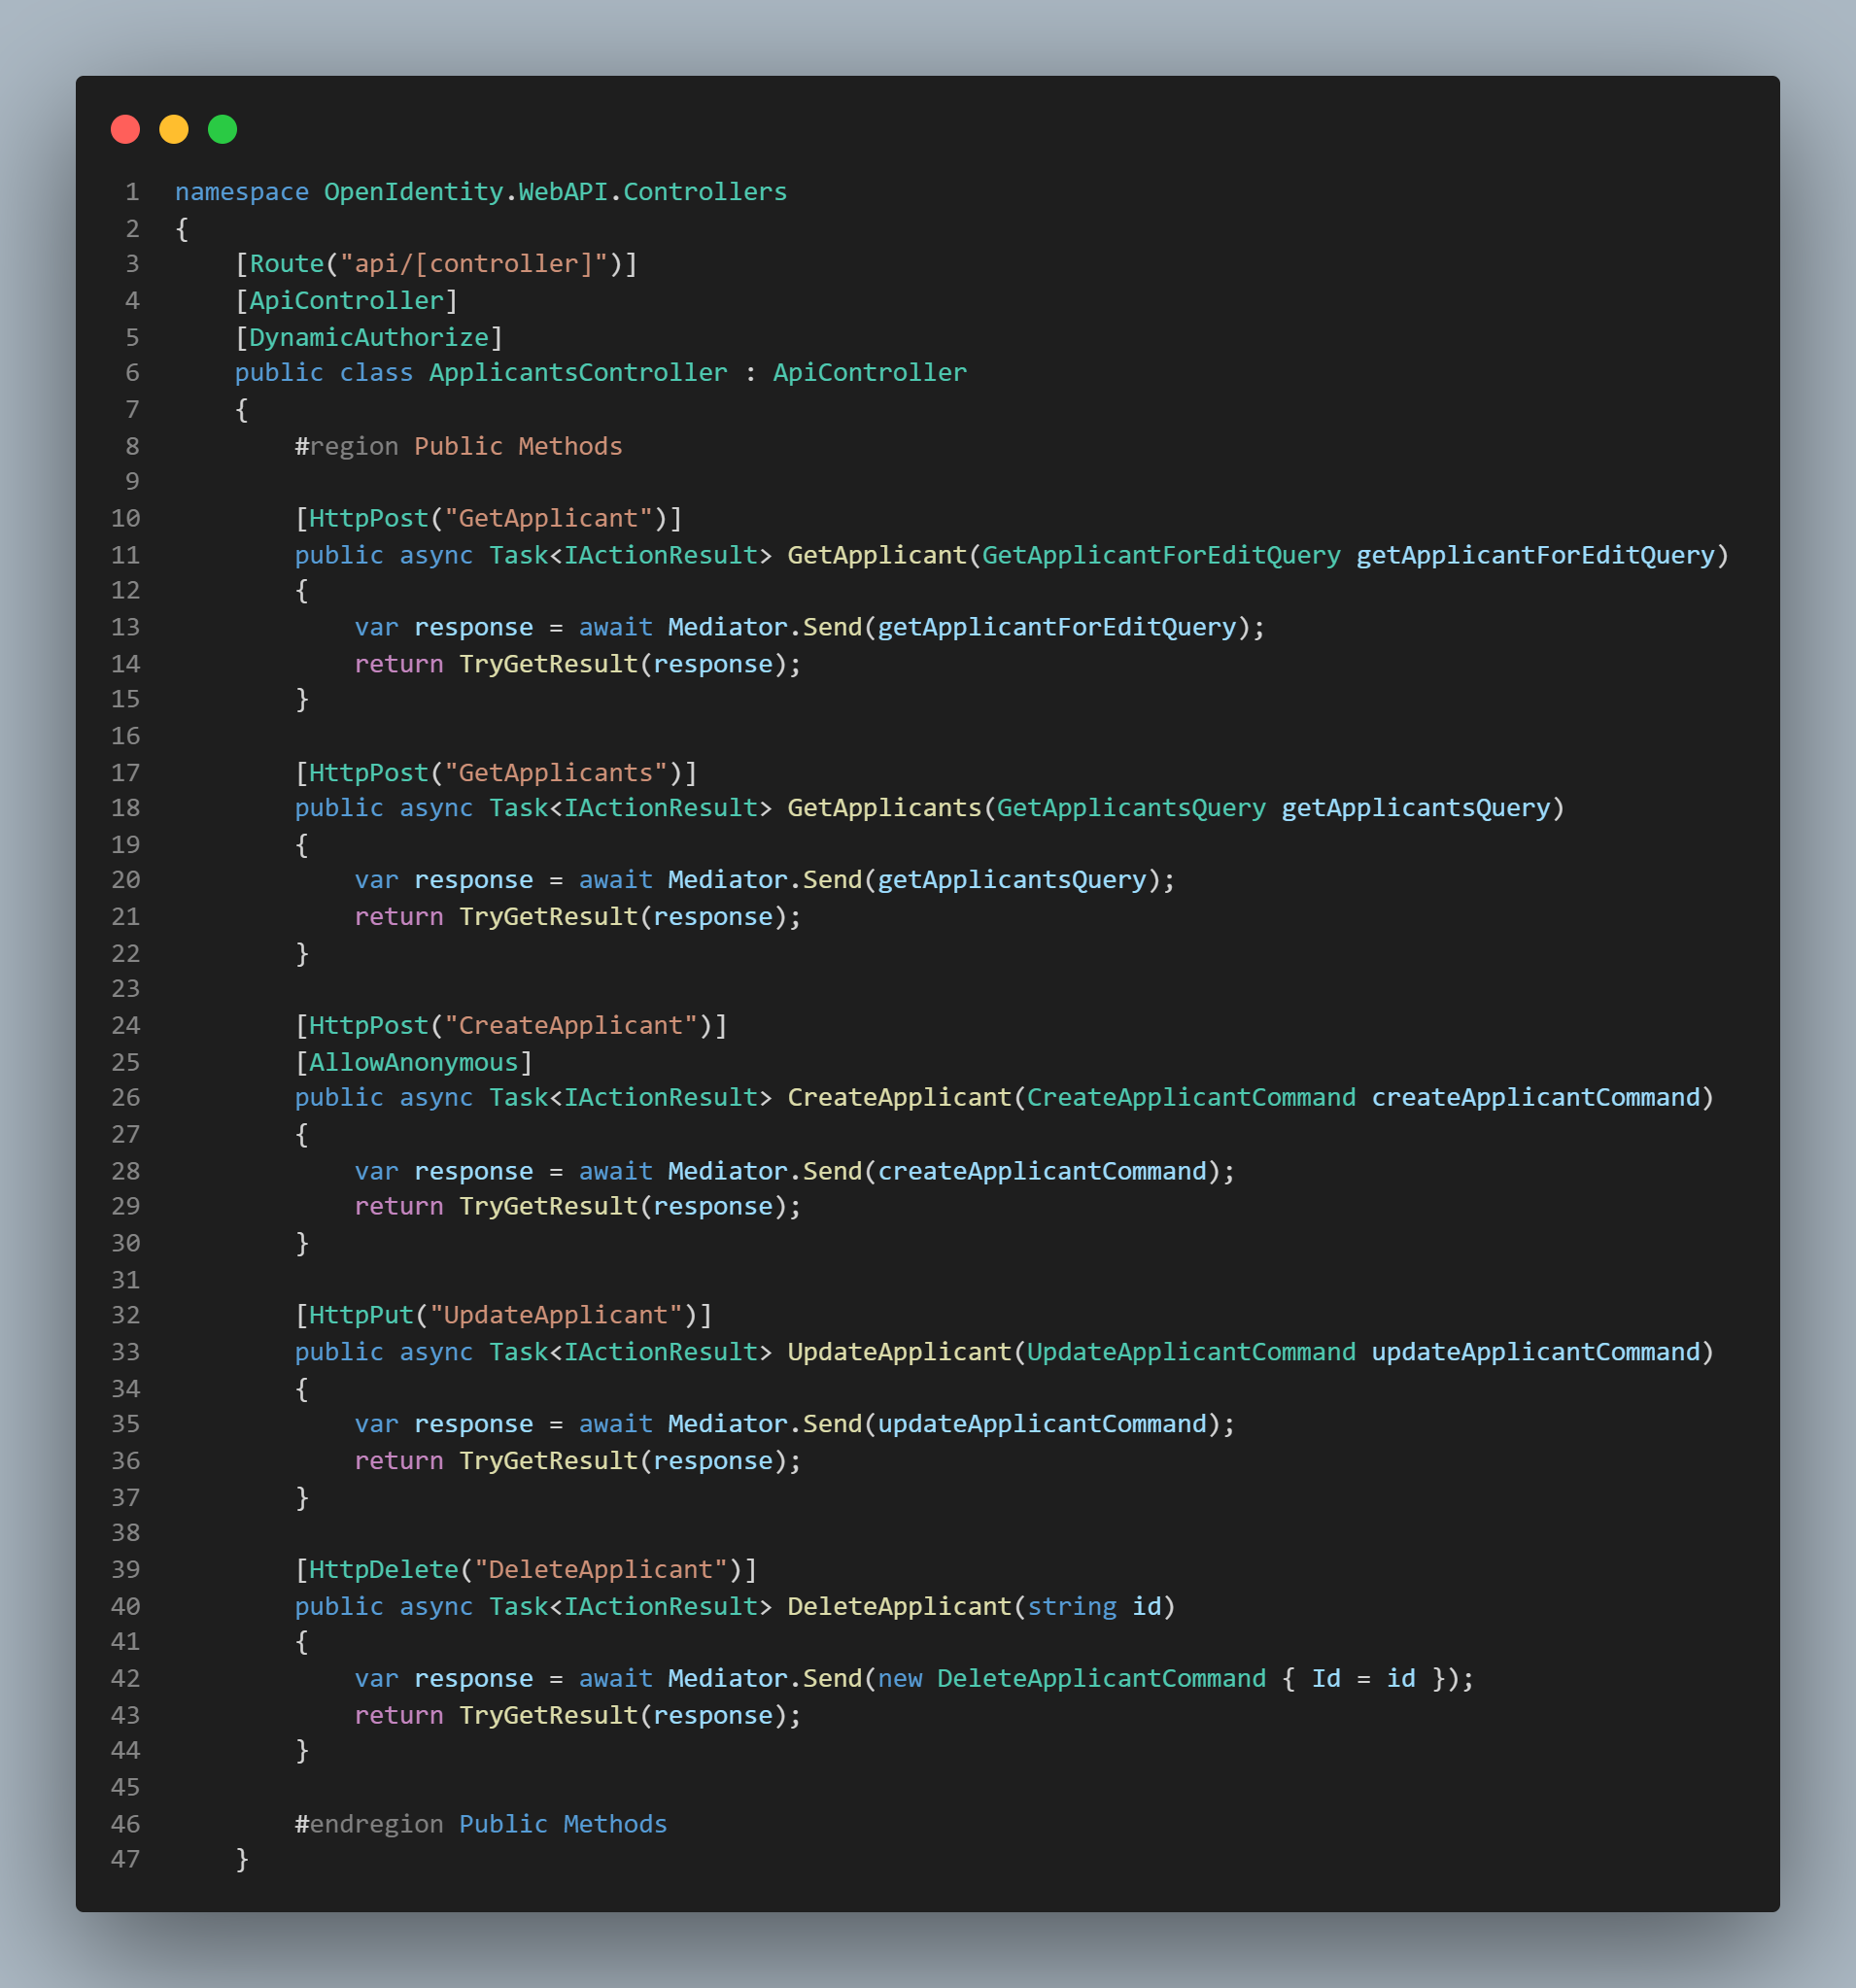 1 namespace OpenIdentity.WebAPI.Controllers
2 {
3     [Route("api/[controller]")]
4     [ApiController]
5     [DynamicAuthorize]
6     public class ApplicantsController : ApiController
7     {
8         #region Public Methods
9
10         [HttpPost("GetApplicant")]
11         public async Task<IActionResult> GetApplicant(GetApplicantForEditQuery getApplicantForEditQuery)
12         {
13             var response = await Mediator.Send(getApplicantForEditQuery);
14             return TryGetResult(response);
15         }
16
17         [HttpPost("GetApplicants")]
18         public async Task<IActionResult> GetApplicants(GetApplicantsQuery getApplicantsQuery)
19         {
20             var response = await Mediator.Send(getApplicantsQuery);
21             return TryGetResult(response);
22         }
23
24         [HttpPost("CreateApplicant")]
25         [AllowAnonymous]
26         public async Task<IActionResult> CreateApplicant(CreateApplicantCommand createApplicantCommand)
27         {
28             var response = await Mediator.Send(createApplicantCommand);
29             return TryGetResult(response);
30         }
31
32         [HttpPut("UpdateApplicant")]
33         public async Task<IActionResult> UpdateApplicant(UpdateApplicantCommand updateApplicantCommand)
34         {
35             var response = await Mediator.Send(updateApplicantCommand);
36             return TryGetResult(response);
37         }
38
39         [HttpDelete("DeleteApplicant")]
40         public async Task<IActionResult> DeleteApplicant(string id)
41         {
42             var response = await Mediator.Send(new DeleteApplicantCommand { Id = id });
43             return TryGetResult(response);
44         }
45
46         #endregion Public Methods
47     }